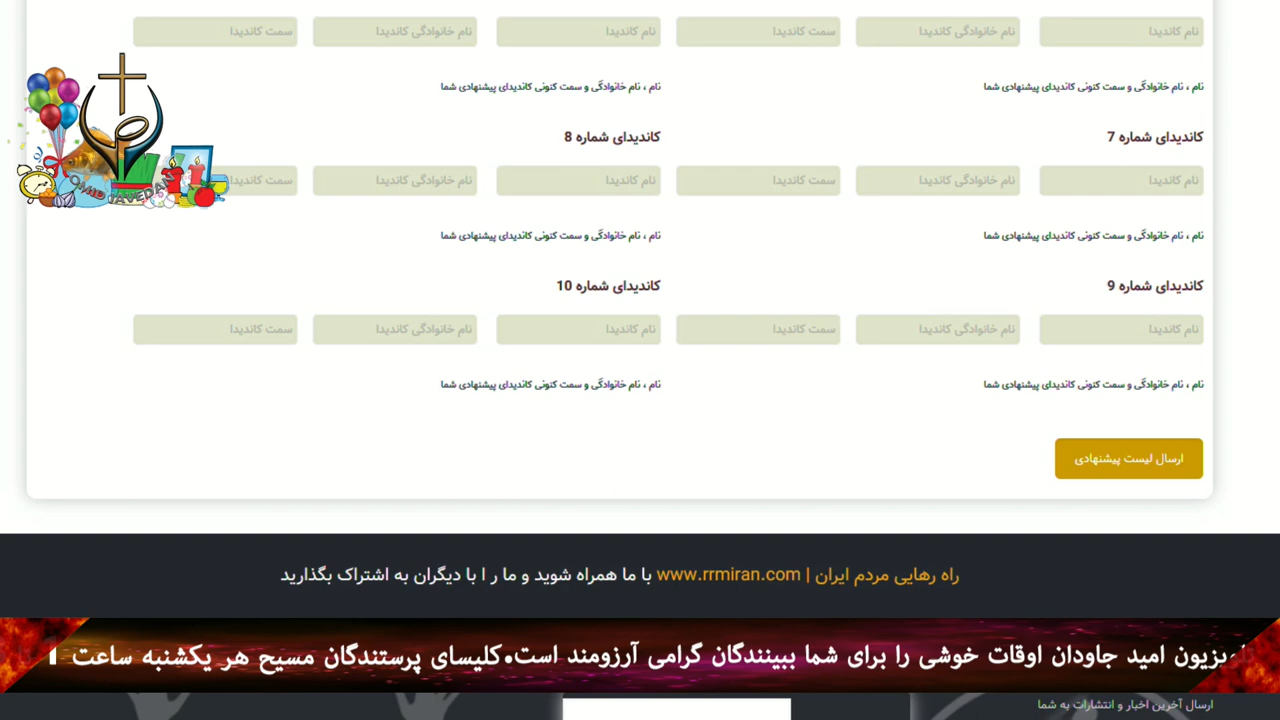 نام کاندیدا نام خانوادگی کاندیدا سمت کاندیدا نام کاندیدا نام خانوادگی کاندیدا سمت کاندیدا
نام ، نام خانوادگی و سمت کنونی کاندیدای پیشنهادی شما نام ، نام خانوادگی و سمت کنونی کاندیدای پیشنهادی شما
کاندیدای شماره 7 کاندیدای شماره 8
نام کاندیدا نام خانوادگی کاندیدا سمت کاندیدا نام کاندیدا نام خانوادگی کاندیدا سمت کاندیدا
OMID JAVEDAN
نام ، نام خانوادگی و سمت کنونی کاندیدای پیشنهادی شما نام ، نام خانوادگی و سمت کنونی کاندیدای پیشنهادی شما
کاندیدای شماره 9 کاندیدای شماره 10
نام کاندیدا نام خانوادگی کاندیدا سمت کاندیدا نام کاندیدا نام خانوادگی کاندیدا سمت کاندیدا
نام ، نام خانوادگی و سمت کنونی کاندیدای پیشنهادی شما نام ، نام خانوادگی و سمت کنونی کاندیدای پیشنهادی شما
ارسال لیست پیشنهادی
راه رهایی مردم ایران | www.rrmiran.com با ما همراه شوید و ما ر ا با دیگران به اشتراک بگذارید
امید جاودان اوقات خوشی را برای شما ببینندگان گرامی آرزومند است.کلیسای پرستندگان مسیح هر یکشنبه ساعت
ارسال آخرین اخبار و انتشارات به شما